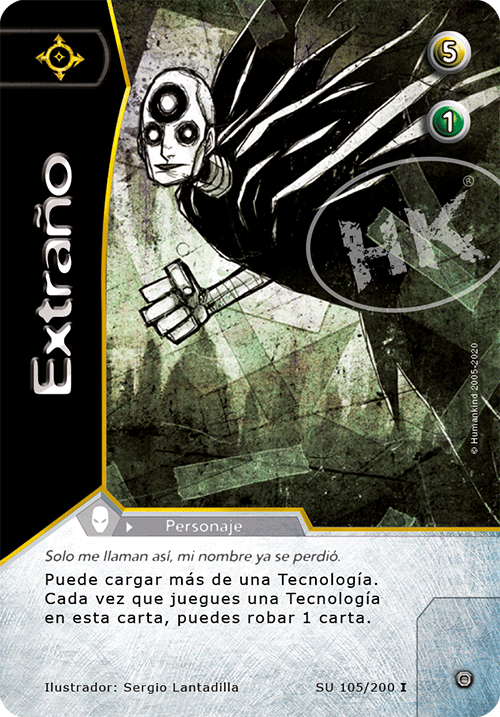 5
1
Extraño
HK®
© Humankind 2005-2020
Personaje
Solo me llaman así, mi nombre ya se perdió.
Puede cargar más de una Tecnología.
Cada vez que juegues una Tecnología
en esta carta, puedes robar 1 carta.
Ilustrador: Sergio Lantadilla
SU 105/200 I